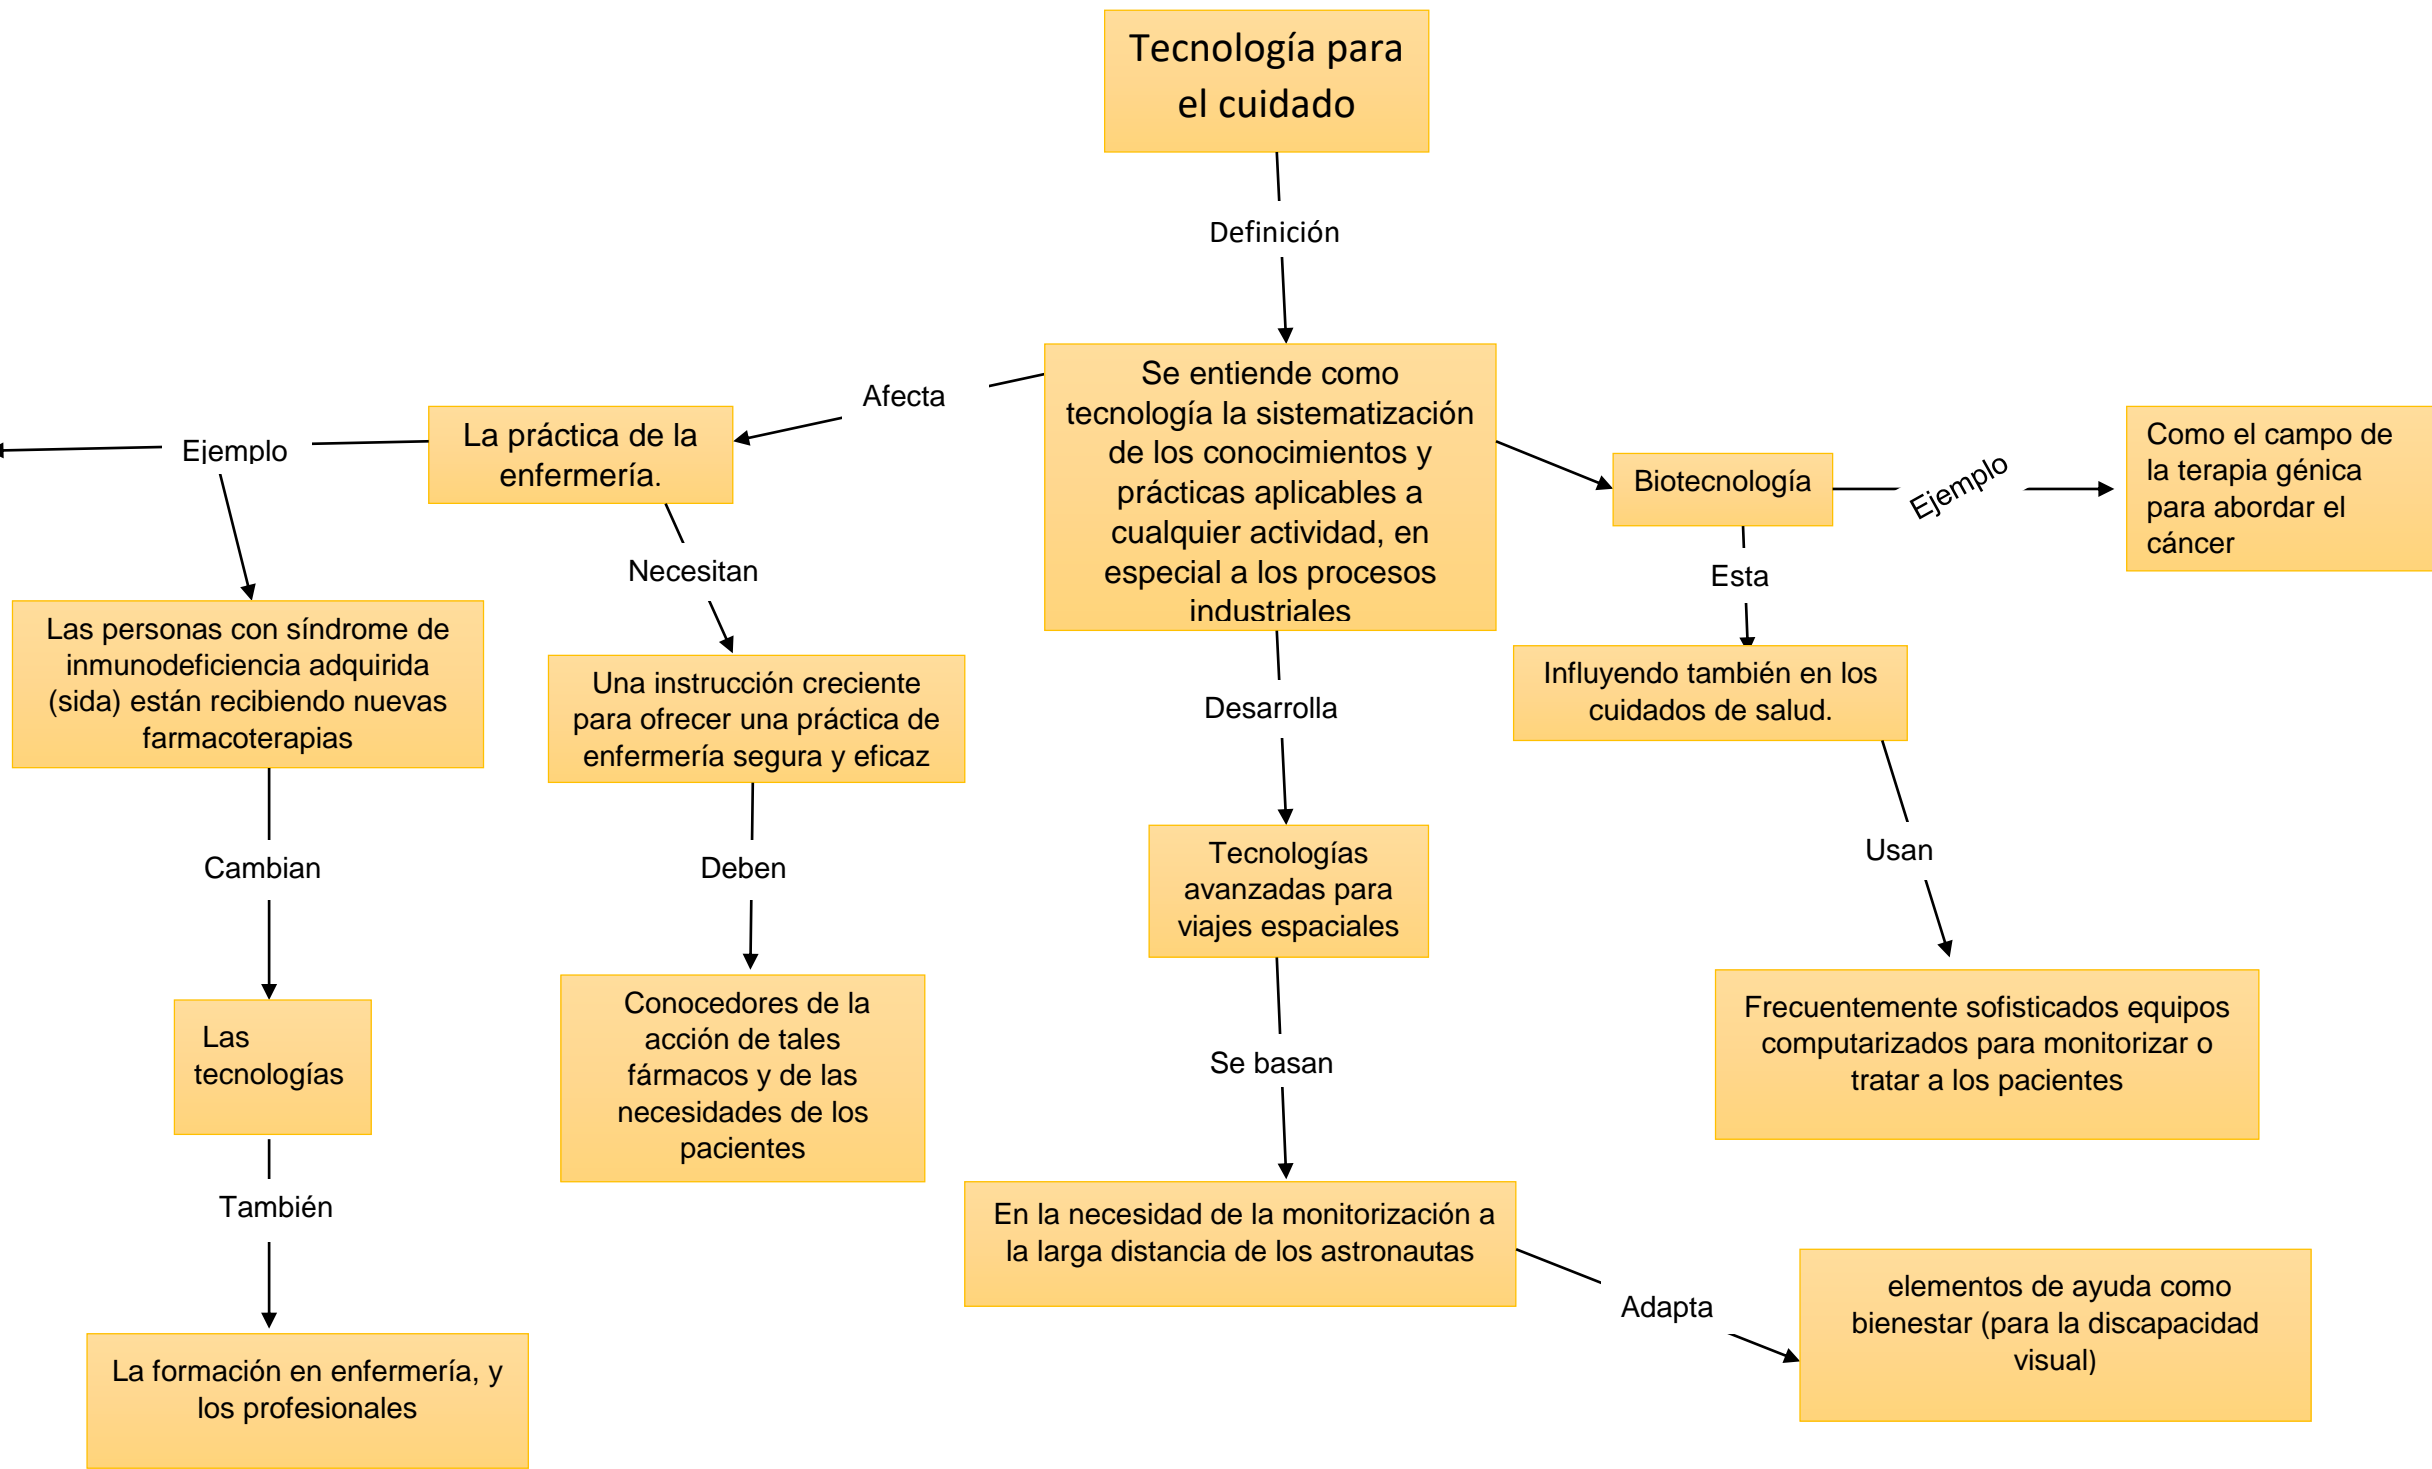 Tecnología para
el cuidado
Definición
Se entiende como
tecnología la sistematización
de los conocimientos y
prácticas aplicables a
cualquier actividad, en
especial a los procesos
industriales
Afecta
La práctica de la
enfermería.
Ejemplo
Las personas con síndrome de
inmunodeficiencia adquirida
(sida) están recibiendo nuevas
farmacoterapias
Cambian
Las
tecnologías
También
La formación en enfermería, y
los profesionales
Necesitan
Una instrucción creciente
para ofrecer una práctica de
enfermería segura y eficaz
Deben
Conocedores de la
acción de tales
fármacos y de las
necesidades de los
pacientes
Desarrolla
Tecnologías
avanzadas para
viajes espaciales
Se basan
En la necesidad de la monitorización a
la larga distancia de los astronautas
Adapta
elementos de ayuda como
bienestar (para la discapacidad
visual)
Biotecnología
Ejemplo
Como el campo de
la terapia génica
para abordar el
cáncer
Esta
Influyendo también en los
cuidados de salud.
Usan
Frecuentemente sofisticados equipos
computarizados para monitorizar o
tratar a los pacientes